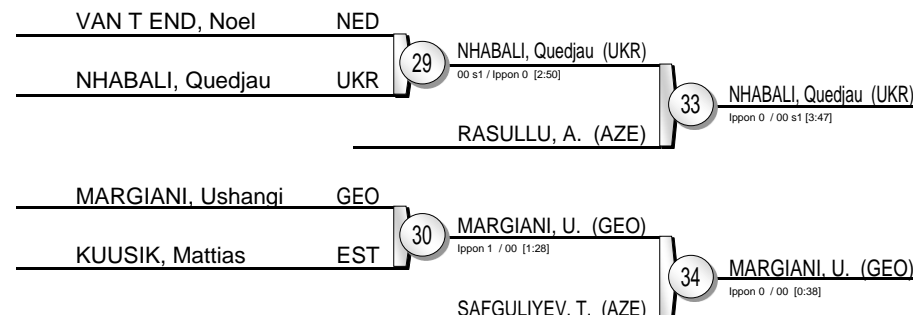 VAN T END, Noel NED
NHABALI, Quedjau (UKR)
29
00 s1 / Ippon 0 [2:50]
NHABALI, Quedjau UKR
NHABALI, Quedjau (UKR)
33
Ippon 0 / 00 s1 [3:47]
RASULLU, A. (AZE)
MARGIANI, Ushangi GEO
MARGIANI, U. (GEO)
30
Ippon 1 / 00 [1:28]
KUUSIK, Mattias EST
MARGIANI, U. (GEO)
34
Ippon 0 / 00 [0:38]
SAFGULIYEV, T. (AZE)